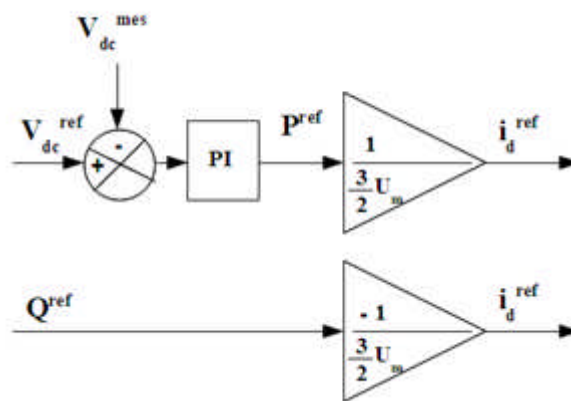 V_dc^mes
V_dc^ref
-
+
PI
P^ref
1
3
2
U_m
i_d^ref
Q^ref
- 1
3
2
U_m
i_d^ref